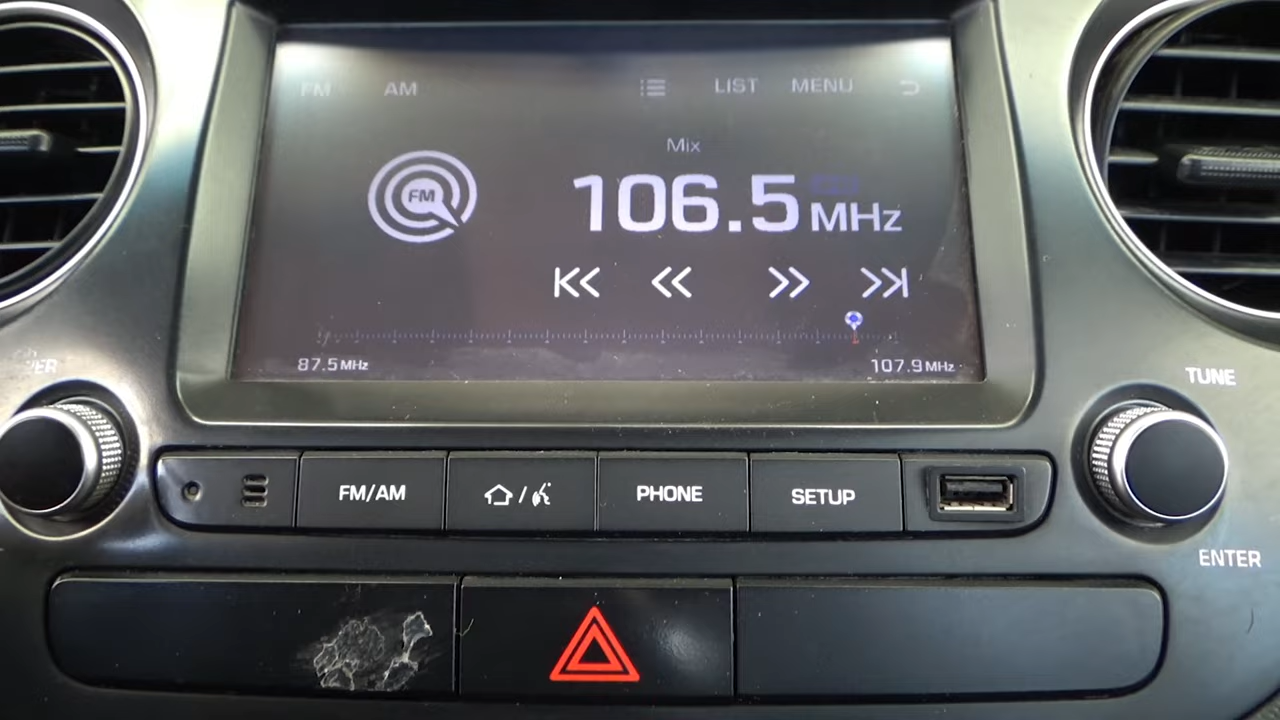 FM AM LIST MENU
Mix
FM
106.5 MHz
87.5 MHz 107.9 MHz
TUNE
FM/AM / PHONE SETUP
ENTER